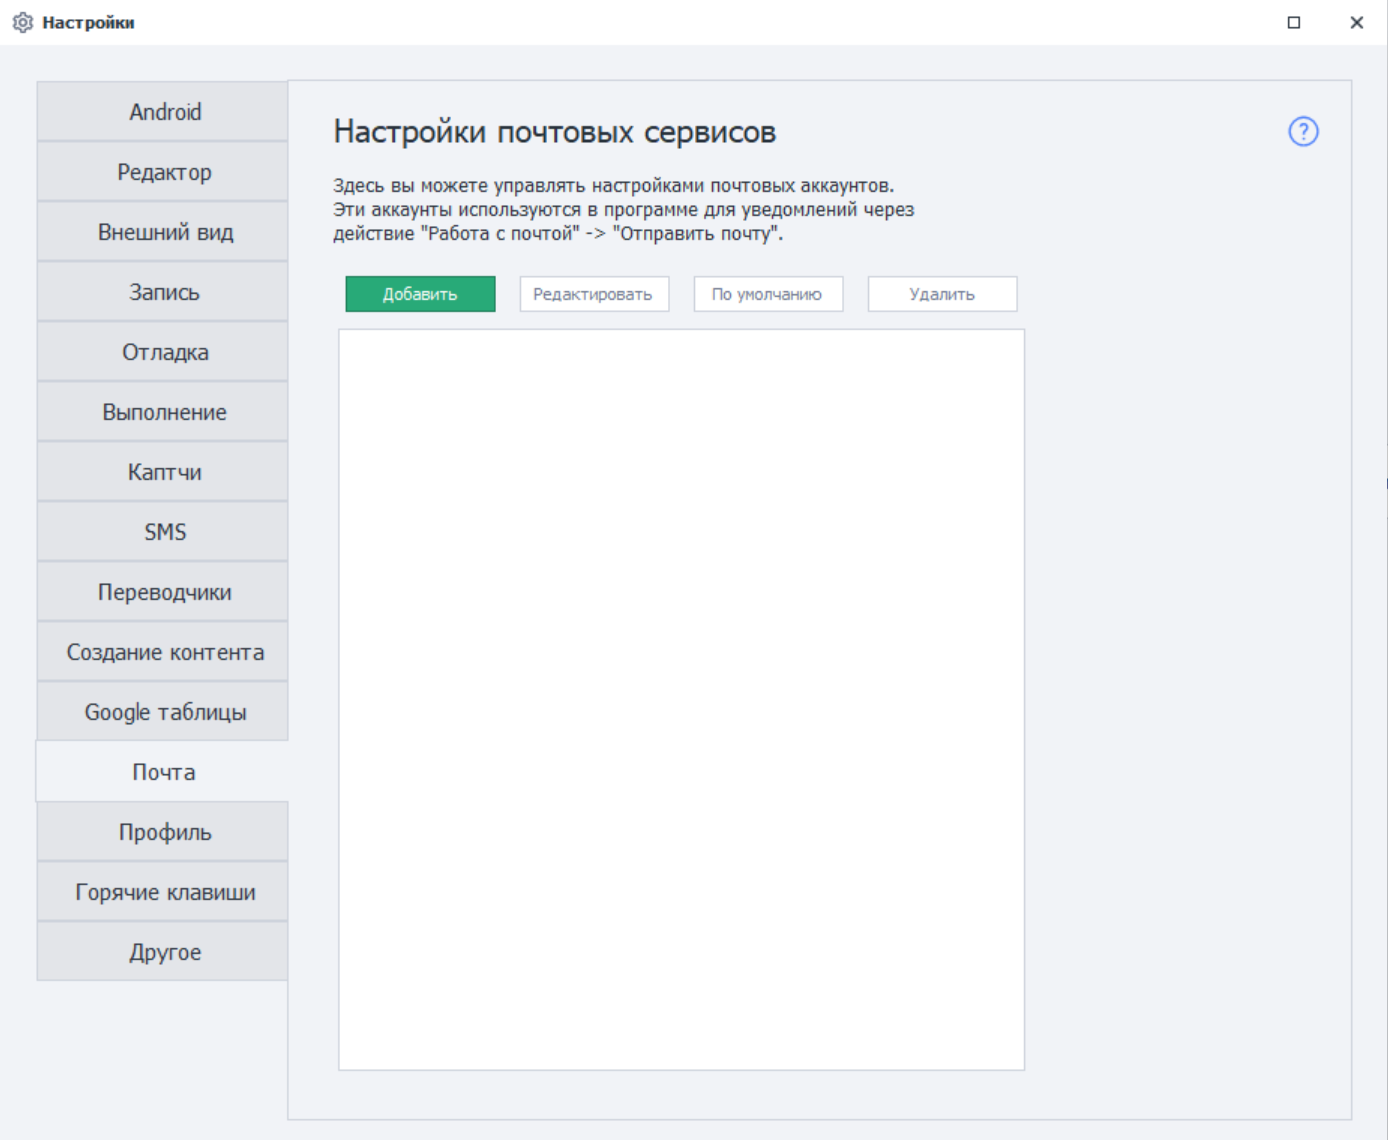 Настройки
Android
Редактор
Внешний вид
Запись
Отладка
Выполнение
Каптчи
SMS
Переводчики
Создание контента
Google таблицы
Почта
Профиль
Горячие клавиши
Другое
Настройки почтовых сервисов
?
Здесь вы можете управлять настройками почтовых аккаунтов.
Эти аккаунты используются в программе для уведомлений через
действие "Работа с почтой" -> "Отправить почту".
Добавить
Редактировать
По умолчанию
Удалить